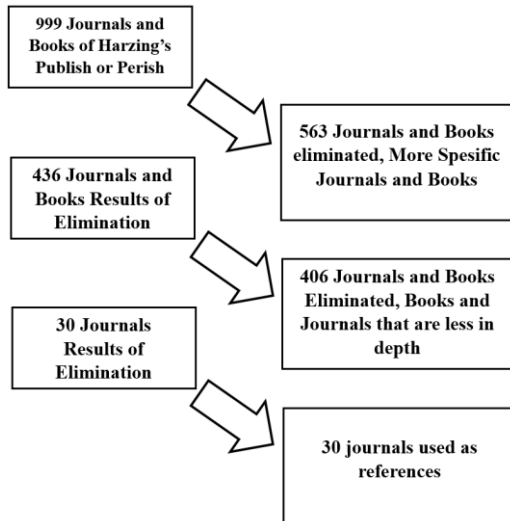 999 Journals and
Books of Harzing's
Publish or Perish
563 Journals and Books
eliminated, More Spesific
Journals and Books
436 Journals and
Books Results of
Elimination
406 Journals and Books
Eliminated, Books and
Journals that are less in
depth
30 Journals
Results of
Elimination
30 journals used as
references